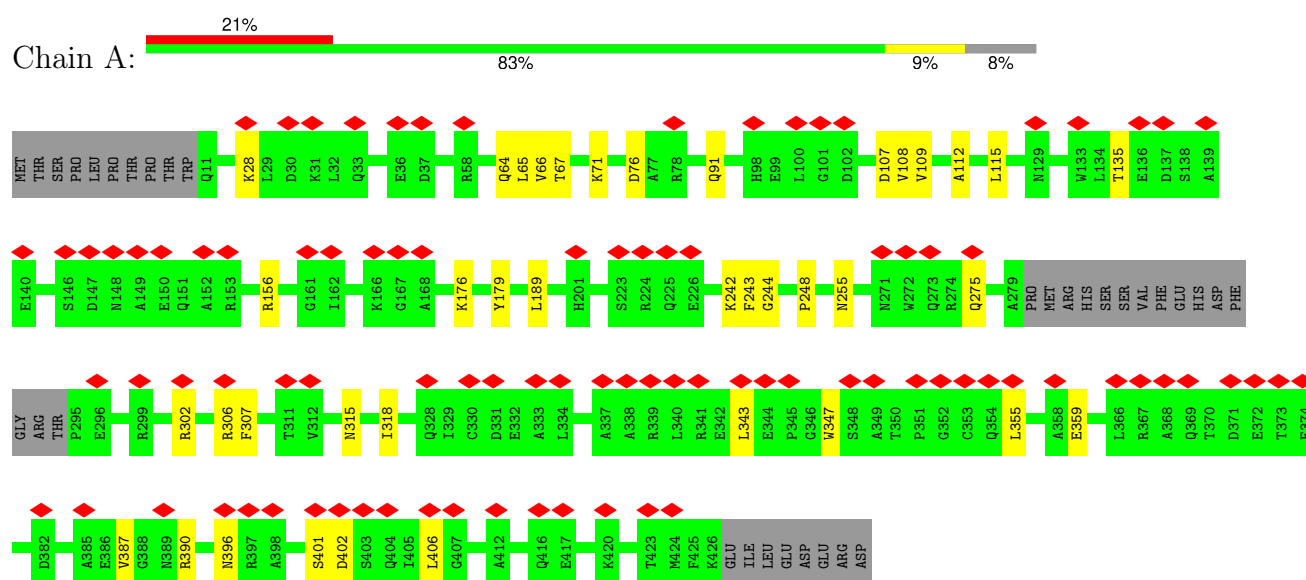 21%
Chain A:
83% 9% 8%
MET THR SER PRO LEU PRO THR PRO THR TRP Q11 K28 L29 D30 K31 L32 Q33 E36 D37 R58 Q64 L65 V66 T67 K71 D76 A77 R78 Q91 H98 E99 L100 G101 D102 D107 V108 V109 A112 L115 N129 W133 L134 T135 E136 D137 S138 A139
E140 S146 D147 N148 A149 E150 Q151 A152 R153 R156 G161 I162 K166 G167 A168 K176 Y179 L189 H201 S223 R224 Q225 E226 K242 F243 G244 P248 N255 N271 W272 Q273 R274 Q275 A279 PRO MET ARG HIS SER SER VAL PHE GLU HIS ASP PHE
GLY ARG THR P295 E296 R299 R302 R306 F307 T311 V312 N315 I318 Q328 I329 C330 D331 E332 A333 L334 A337 A338 R339 L340 R341 E342 L343 E344 P345 G346 W347 S348 A349 T350 P351 G352 C353 Q354 L355 A358 E359 L366 R367 A368 Q369 T370 D371 E372 T373
D382 A385 E386 V387 G388 N389 R390 N396 R397 A398 S401 D402 S403 Q404 I405 L406 G407 A412 Q416 E417 K420 T423 M424 F425 K426 GLU ILE LEU GLU ASP GLU ARG ASP